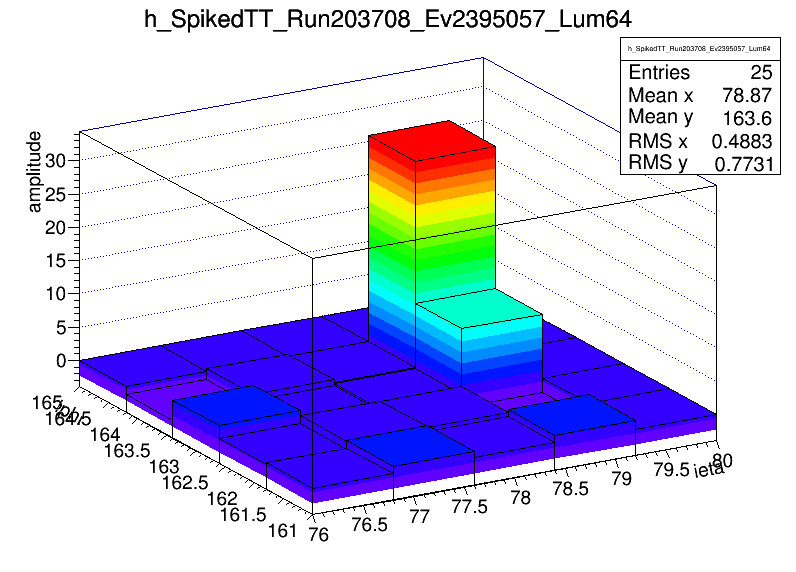 h_SpikedTT_Run203708_Ev2395057_Lum64
h_SpikedTT_Run203708_Ev2395057_Lum64
Entries 25
Mean x 78.87
Mean y 163.6
RMS x 0.4883
RMS y 0.7731
amplitude
30
25
20
15
10
5
0
165
164.5
164
163.5
163
162.5
162
161.5
161
76
76.5
77
77.5
78
78.5
79
79.5
80
ieta